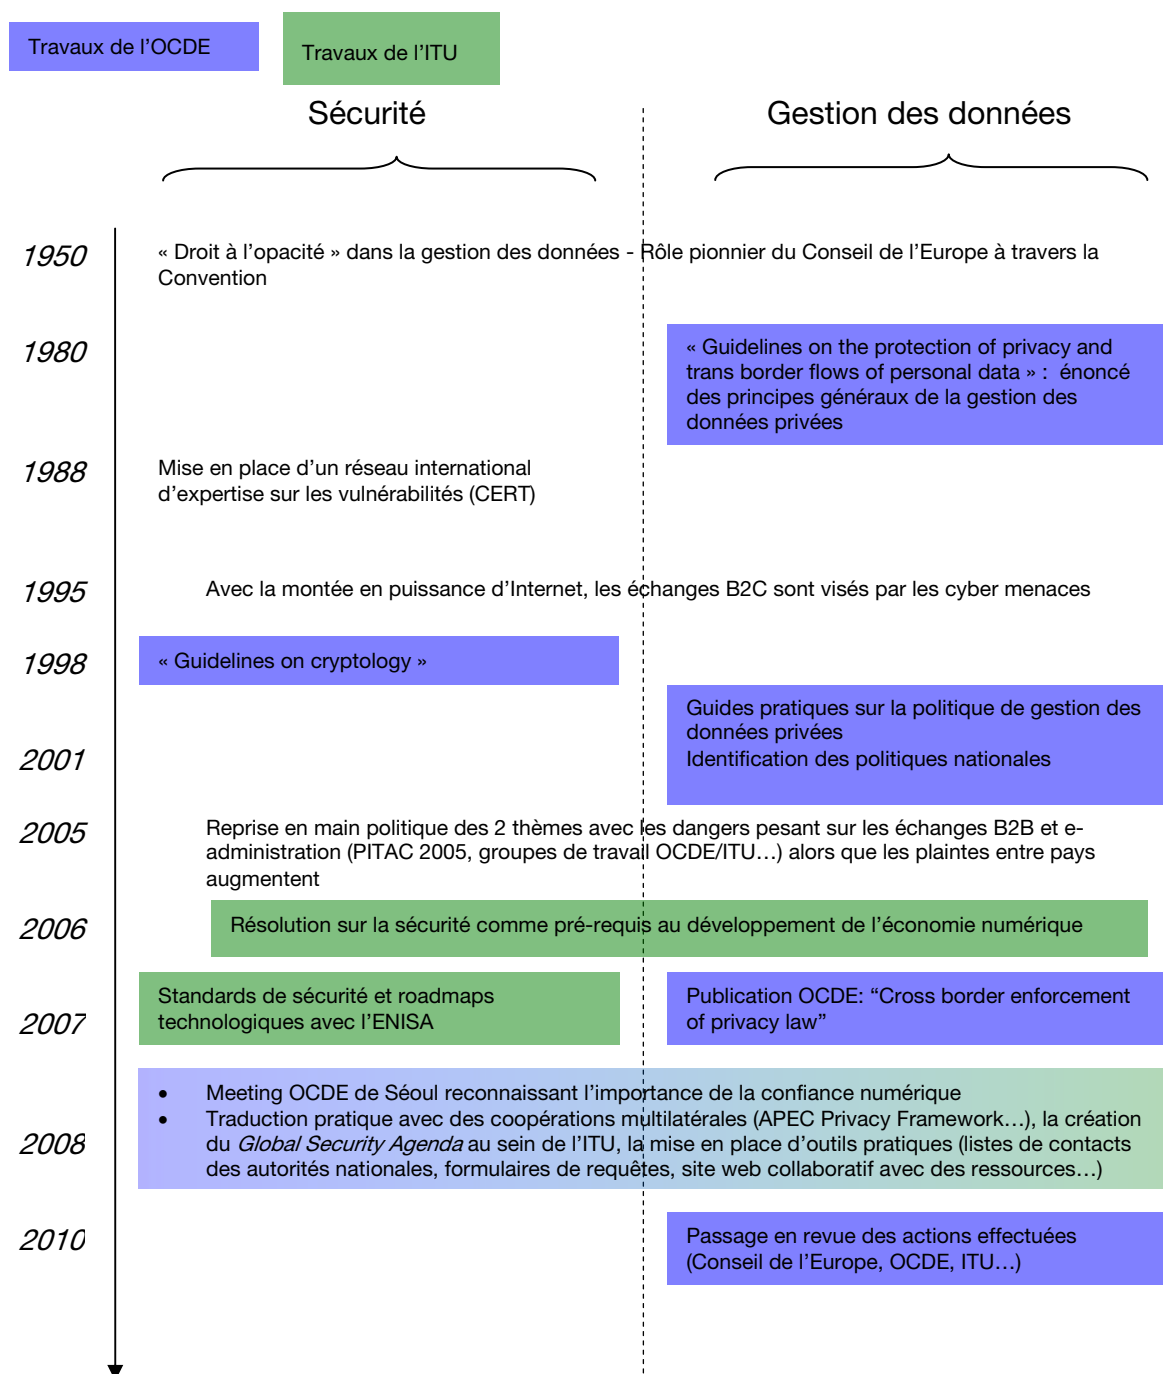 Travaux de l’OCDE
Travaux de l’ITU
Sécurité
Gestion des données
1950
« Droit à l’opacité » dans la gestion des données - Rôle pionnier du Conseil de l’Europe à travers la
Convention
1980
« Guidelines on the protection of privacy and
trans border flows of personal data » :  énoncé
des principes généraux de la gestion des
données privées
1988
Mise en place d’un réseau international
d’expertise sur les vulnérabilités (CERT)
1995
Avec la montée en puissance d’Internet, les échanges B2C sont visés par les cyber menaces
1998
« Guidelines on cryptology »
Guides pratiques sur la politique de gestion des
données privées
2001
Identification des politiques nationales
2005
Reprise en main politique des 2 thèmes avec les dangers pesant sur les échanges B2B et e-
administration (PITAC 2005, groupes de travail OCDE/ITU…) alors que les plaintes entre pays
augmentent
2006
Résolution sur la sécurité comme pré-requis au développement de l’économie numérique
2007
Standards de sécurité et roadmaps
technologiques avec l’ENISA
Publication OCDE: “Cross border enforcement
of privacy law”
2008
• Meeting OCDE de Séoul reconnaissant l’importance de la confiance numérique
• Traduction pratique avec des coopérations multilatérales (APEC Privacy Framework…), la création
du Global Security Agenda au sein de l’ITU, la mise en place d’outils pratiques (listes de contacts
des autorités nationales, formulaires de requêtes, site web collaboratif avec des ressources…)
2010
Passage en revue des actions effectuées
(Conseil de l’Europe, OCDE, ITU…)